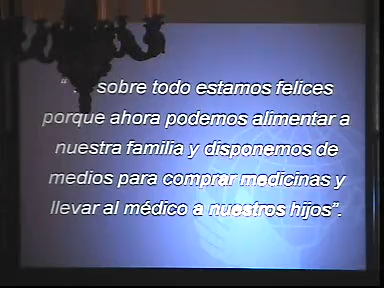 “ sobre todo estamos felices
porque ahora podemos alimentar a
nuestra familia y disponemos de
medios para comprar medicinas y
llevar al médico a nuestros hijos”.